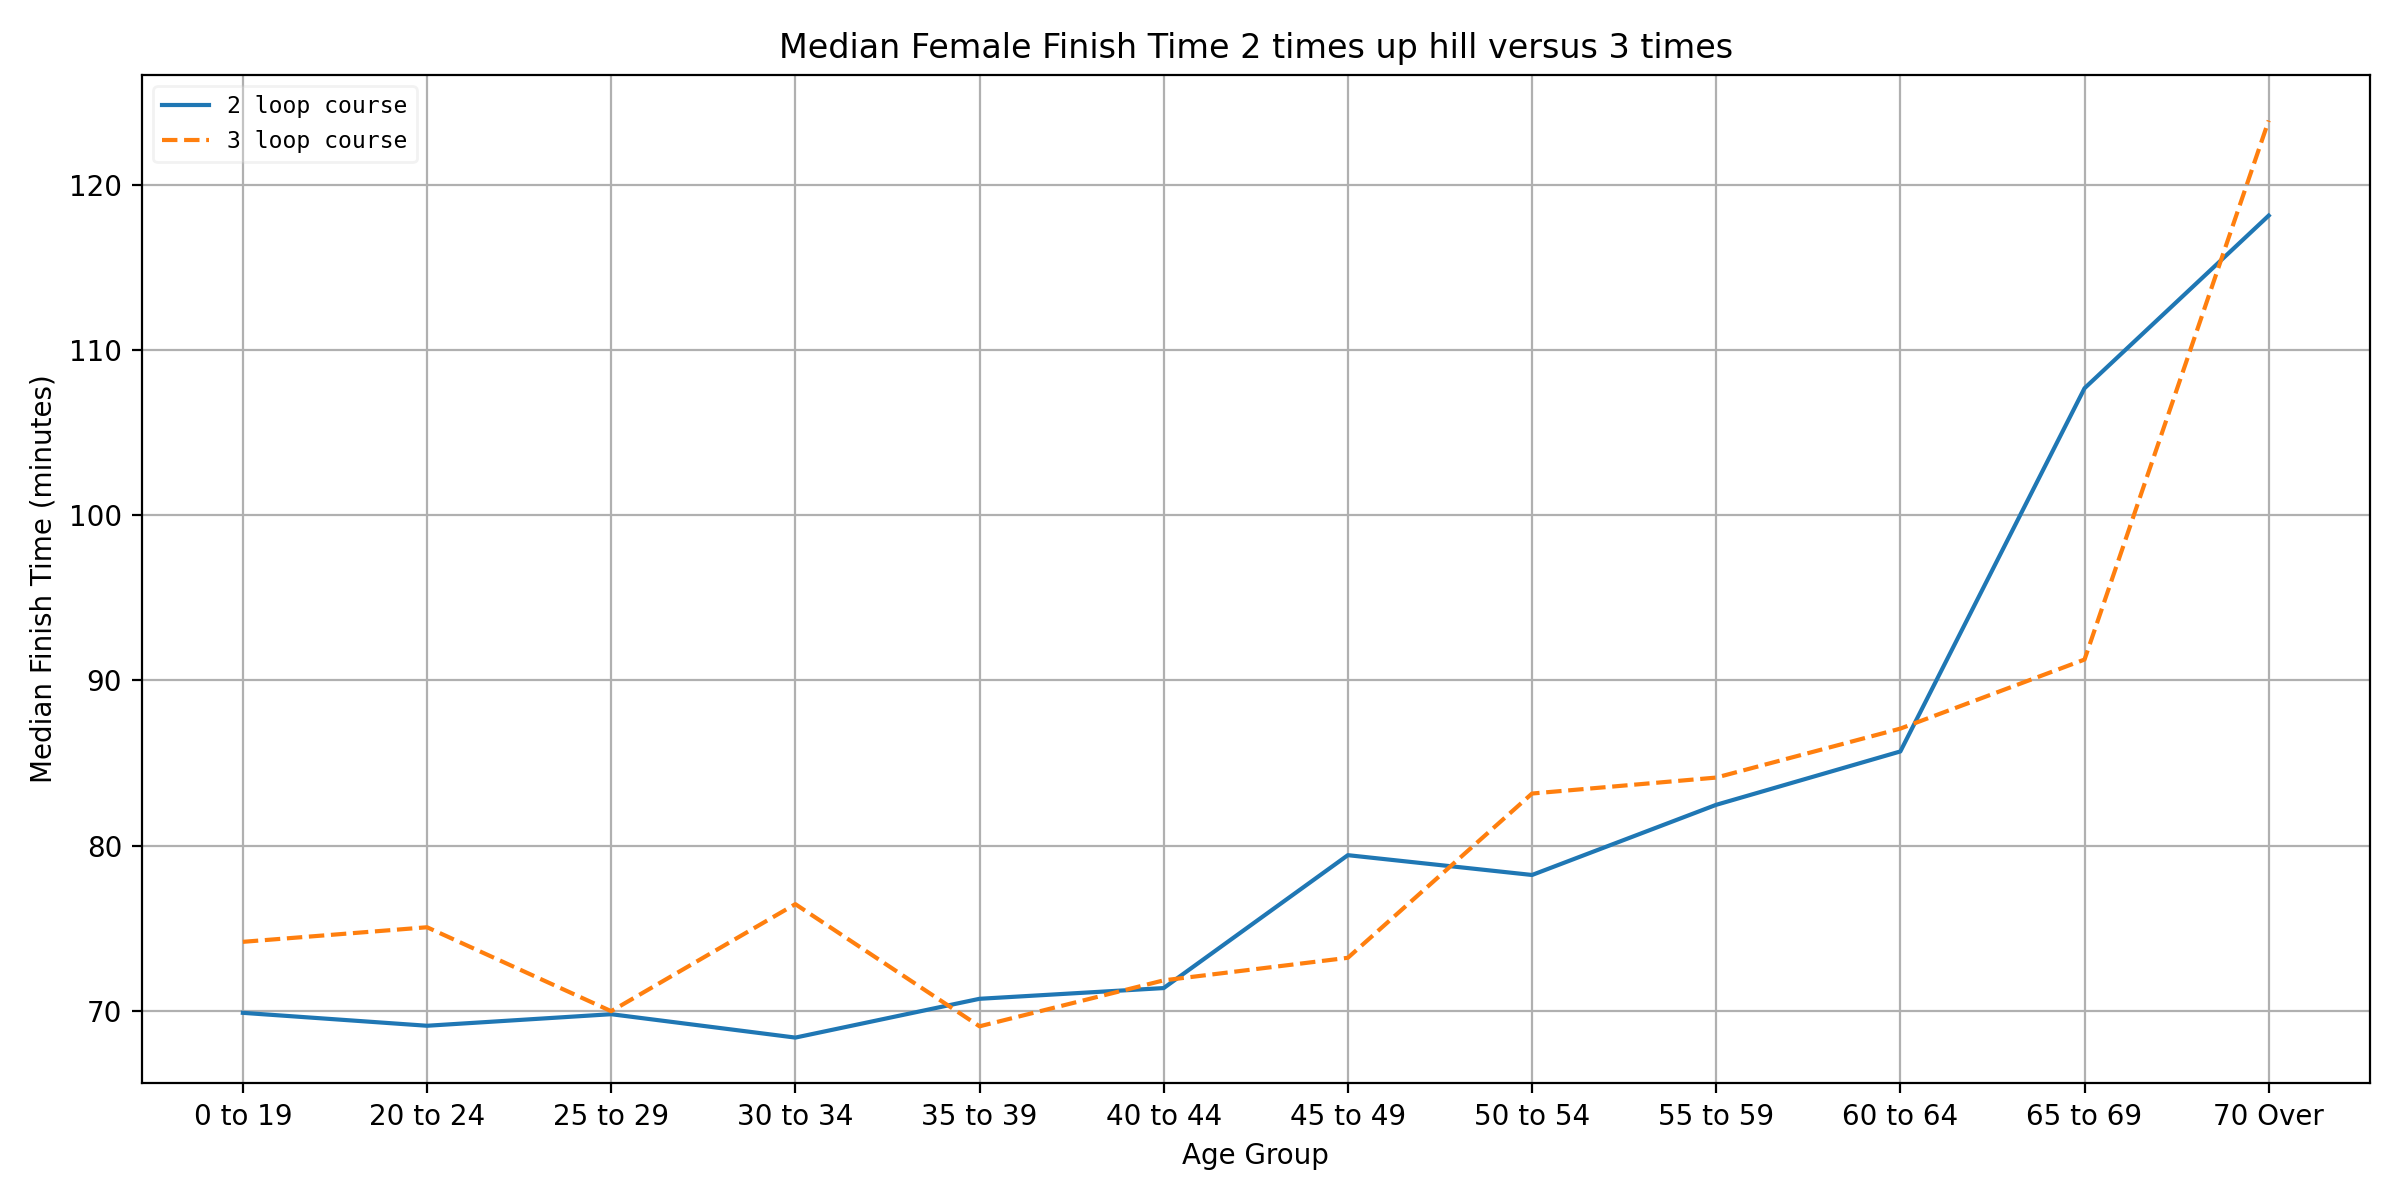 Median Female Finish Time 2 times up hill versus 3 times
2 loop course
3 loop course
120
110
100
90
80
70
Median Finish Time (minutes)
0 to 19 20 to 24 25 to 29 30 to 34 35 to 39 40 to 44 45 to 49 50 to 54 55 to 59 60 to 64 65 to 69 70 Over
Age Group